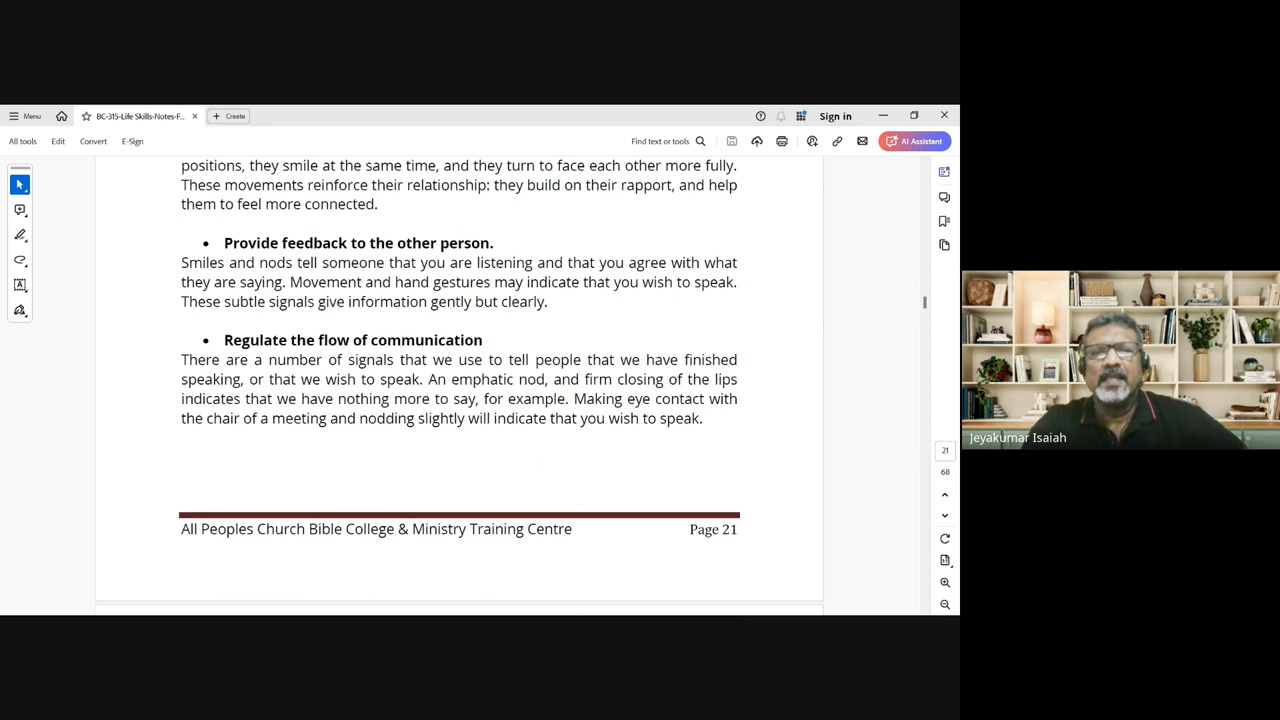 Menu
BC-315-Life Skills-Notes-F...
Create
Sign in
All tools
Edit
Convert
E-Sign
Find text or tools
AI Assistant
positions, they smile at the same time, and they turn to face each other more fully.
These movements reinforce their relationship: they build on their rapport, and help
them to feel more connected.
• Provide feedback to the other person.
Smiles and nods tell someone that you are listening and that you agree with what
they are saying. Movement and hand gestures may indicate that you wish to speak.
These subtle signals give information gently but clearly.
• Regulate the flow of communication
There are a number of signals that we use to tell people that we have finished
speaking, or that we wish to speak. An emphatic nod, and firm closing of the lips
indicates that we have nothing more to say, for example. Making eye contact with
the chair of a meeting and nodding slightly will indicate that you wish to speak.
All Peoples Church Bible College & Ministry Training Centre Page 21
21
68
Jeyakumar Isaiah